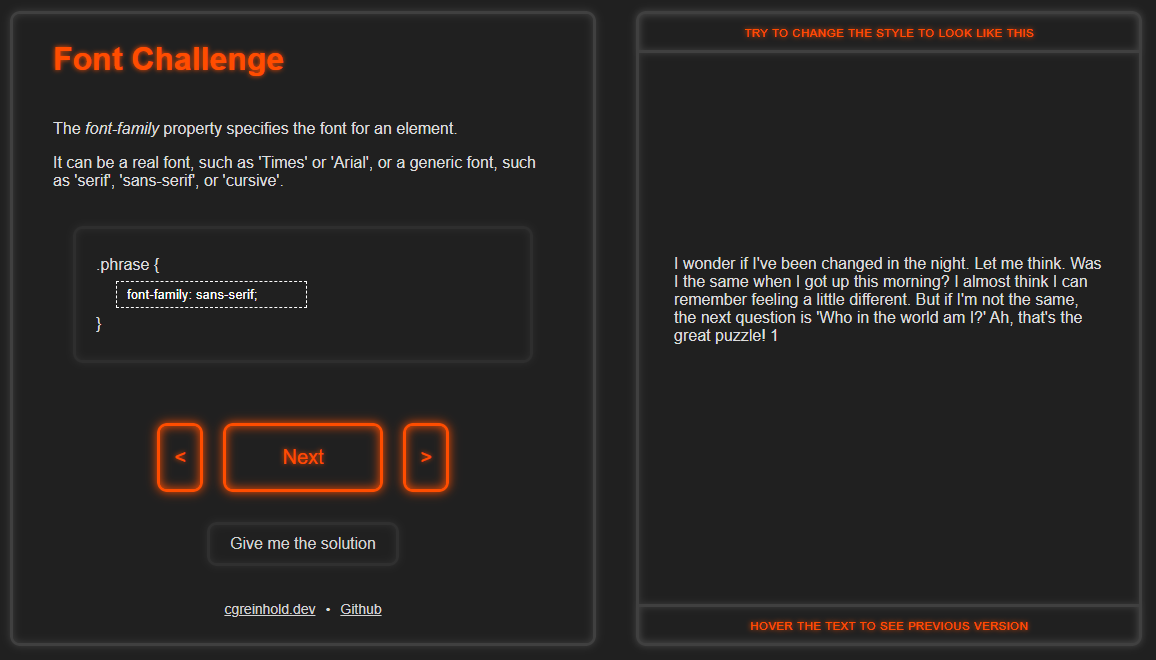 Font Challenge
The font-family property specifies the font for an element.
It can be a real font, such as 'Times' or 'Arial', or a generic font, such
as 'serif', 'sans-serif', or 'cursive'.
.phrase {
font-family: sans-serif;
}
<
Next
>
Give me the solution
cgreinhold.dev • Github
TRY TO CHANGE THE STYLE TO LOOK LIKE THIS
I wonder if I've been changed in the night. Let me think. Was
I the same when I got up this morning? I almost think I can
remember feeling a little different. But if I'm not the same,
the next question is 'Who in the world am I?' Ah, that's the
great puzzle! 1
HOVER THE TEXT TO SEE PREVIOUS VERSION